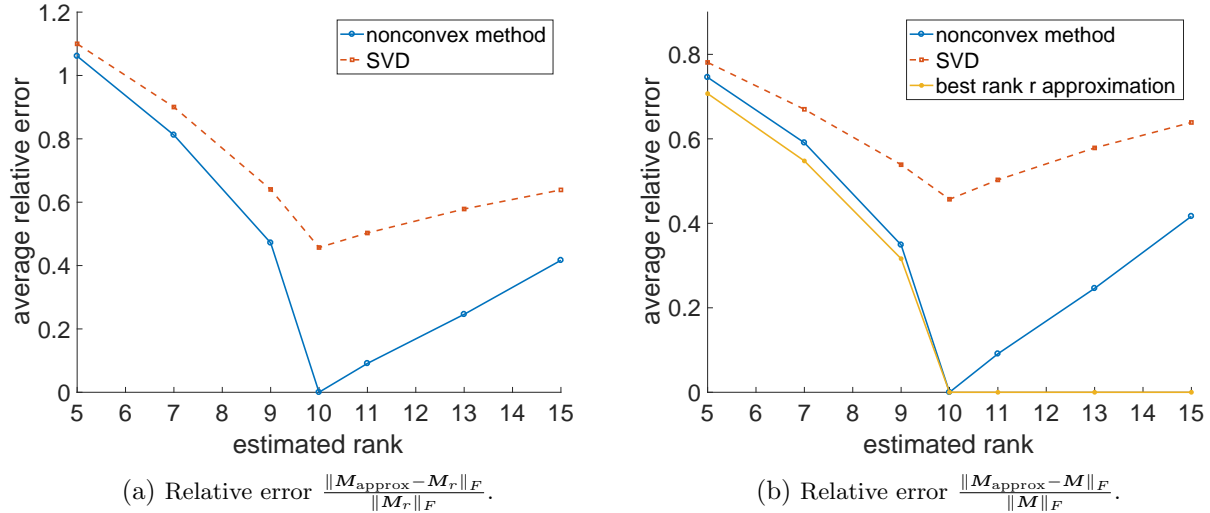 1.2
1
0.8
0.6
0.4
0.2
0
average relative error
nonconvex method
SVD
5 6 7 8 9 10 11 12 13 14 15
estimated rank
(a) Relative error ‖M_approx−M_r‖_F / ‖M_r‖_F.
0.8
0.6
0.4
0.2
0
average relative error
nonconvex method
SVD
best rank r approximation
5 6 7 8 9 10 11 12 13 14 15
estimated rank
(b) Relative error ‖M_approx−M‖_F / ‖M‖_F.